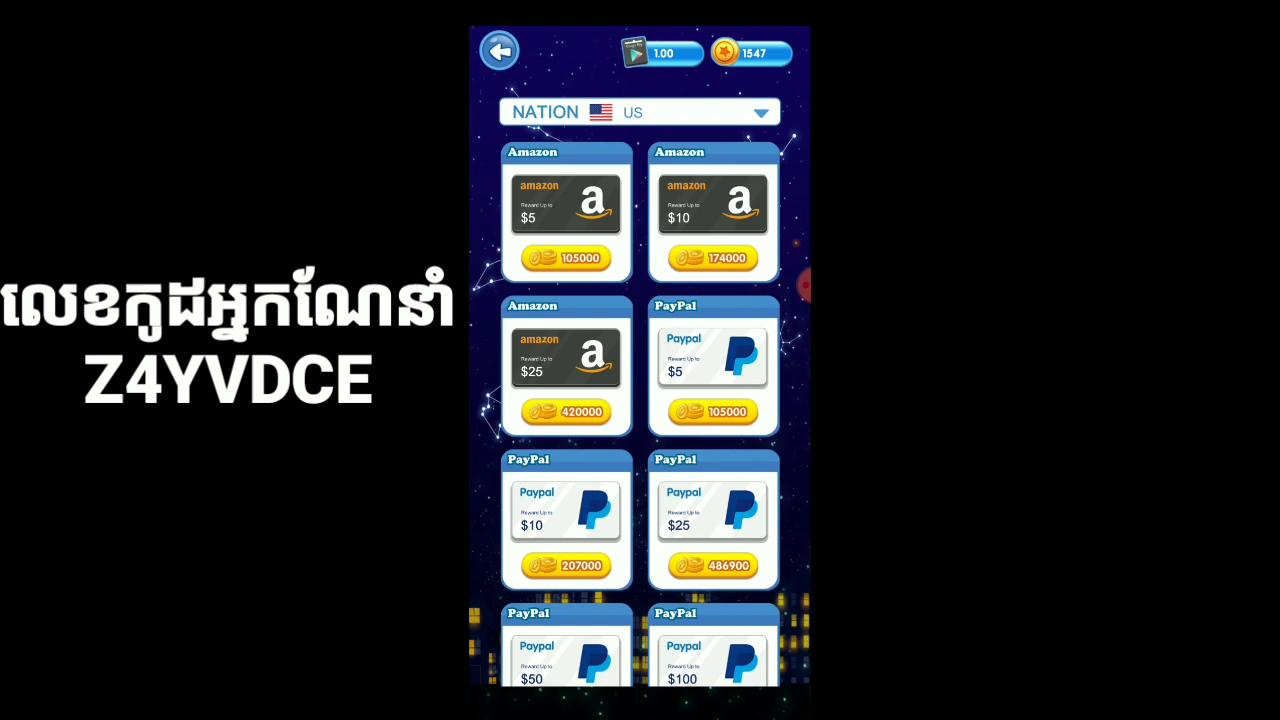 1.00
1547
NATION US
Amazon
Amazon
amazon
Reward Up to
$5
amazon
Reward Up to
$10
105000
174000
Amazon
PayPal
amazon
Reward Up to
$25
Paypal
Reward Up to
$5
420000
105000
PayPal
PayPal
Paypal
Reward Up to
$10
Paypal
Reward Up to
$25
207000
486900
PayPal
PayPal
Paypal
Reward Up to
$50
Paypal
Reward Up to
$100
លេខកូដអ្នកណែនាំ
Z4YVDCE